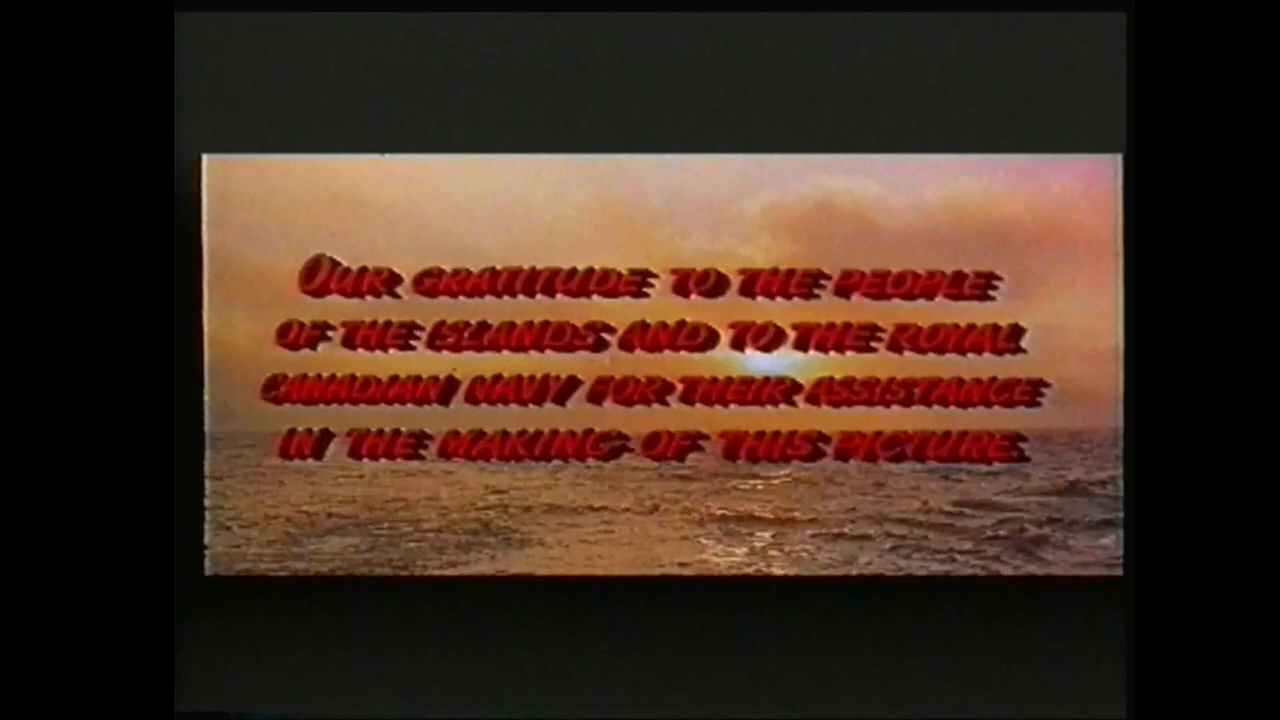 OUR GRATITUDE TO THE PEOPLE
OF THE ISLANDS AND TO THE ROYAL
CANADIAN NAVY FOR THEIR ASSISTANCE
IN THE MAKING OF THIS PICTURE.